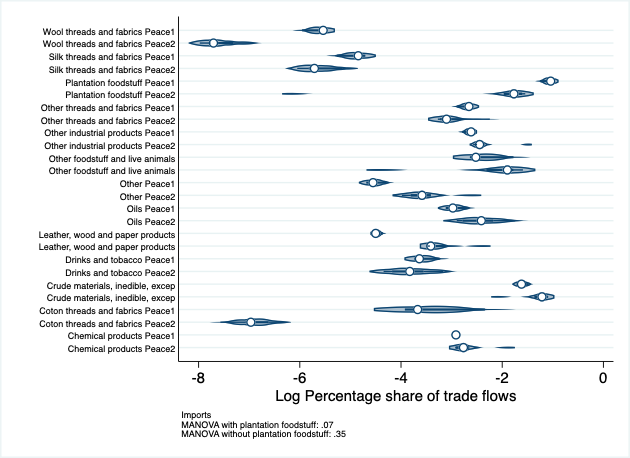 Wool threads and fabrics Peace1
Wool threads and fabrics Peace2
Silk threads and fabrics Peace1
Silk threads and fabrics Peace2
Plantation foodstuff Peace1
Plantation foodstuff Peace2
Other threads and fabrics Peace1
Other threads and fabrics Peace2
Other industrial products Peace1
Other industrial products Peace2
Other foodstuff and live animals
Other foodstuff and live animals
Other Peace1
Other Peace2
Oils Peace1
Oils Peace2
Leather, wood and paper products
Leather, wood and paper products
Drinks and tobacco Peace1
Drinks and tobacco Peace2
Crude materials, inedible, excep
Crude materials, inedible, excep
Coton threads and fabrics Peace1
Coton threads and fabrics Peace2
Chemical products Peace1
Chemical products Peace2
-8 -6 -4 -2 0
Log Percentage share of trade flows
Imports
MANOVA with plantation foodstuff: .07
MANOVA without plantation foodstuff: .35